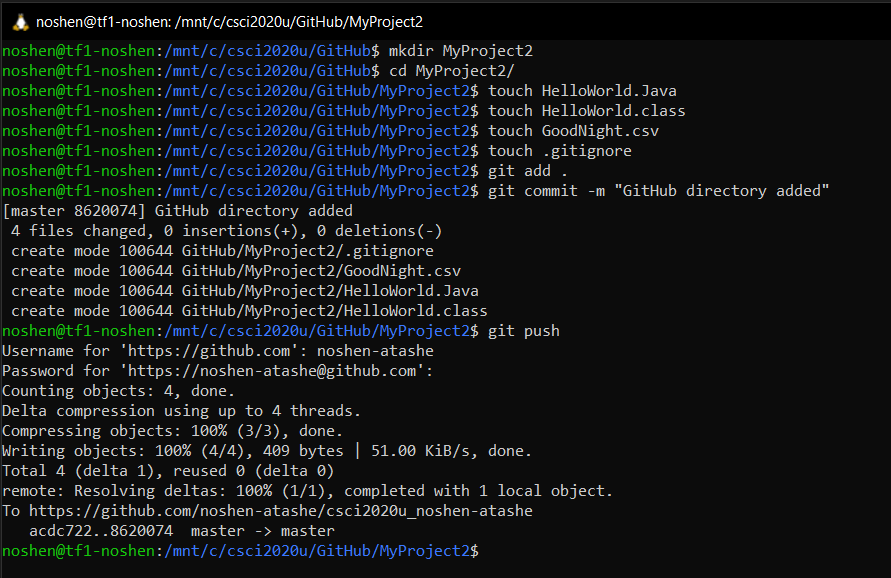 noshen@tf1-noshen: /mnt/c/csci2020u/GitHub/MyProject2
noshen@tf1-noshen:/mnt/c/csci2020u/GitHub$ mkdir MyProject2
noshen@tf1-noshen:/mnt/c/csci2020u/GitHub$ cd MyProject2/
noshen@tf1-noshen:/mnt/c/csci2020u/GitHub/MyProject2$ touch HelloWorld.Java
noshen@tf1-noshen:/mnt/c/csci2020u/GitHub/MyProject2$ touch HelloWorld.class
noshen@tf1-noshen:/mnt/c/csci2020u/GitHub/MyProject2$ touch GoodNight.csv
noshen@tf1-noshen:/mnt/c/csci2020u/GitHub/MyProject2$ touch .gitignore
noshen@tf1-noshen:/mnt/c/csci2020u/GitHub/MyProject2$ git add .
noshen@tf1-noshen:/mnt/c/csci2020u/GitHub/MyProject2$ git commit -m "GitHub directory added"
[master 8620074] GitHub directory added
 4 files changed, 0 insertions(+), 0 deletions(-)
 create mode 100644 GitHub/MyProject2/.gitignore
 create mode 100644 GitHub/MyProject2/GoodNight.csv
 create mode 100644 GitHub/MyProject2/HelloWorld.Java
 create mode 100644 GitHub/MyProject2/HelloWorld.class
noshen@tf1-noshen:/mnt/c/csci2020u/GitHub/MyProject2$ git push
Username for 'https://github.com': noshen-atashe
Password for 'https://noshen-atashe@github.com':
Counting objects: 4, done.
Delta compression using up to 4 threads.
Compressing objects: 100% (3/3), done.
Writing objects: 100% (4/4), 409 bytes | 51.00 KiB/s, done.
Total 4 (delta 1), reused 0 (delta 0)
remote: Resolving deltas: 100% (1/1), completed with 1 local object.
To https://github.com/noshen-atashe/csci2020u_noshen-atashe
   acdc722..8620074  master -> master
noshen@tf1-noshen:/mnt/c/csci2020u/GitHub/MyProject2$